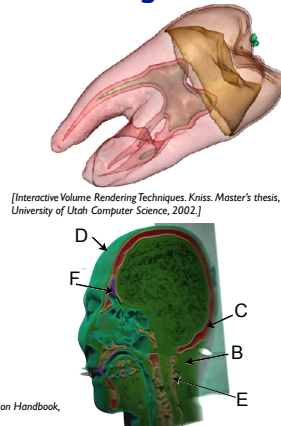 [Interactive Volume Rendering Techniques. Kniss. Master's thesis,
University of Utah Computer Science, 2002.]
D
F
C
B
E
on Handbook,